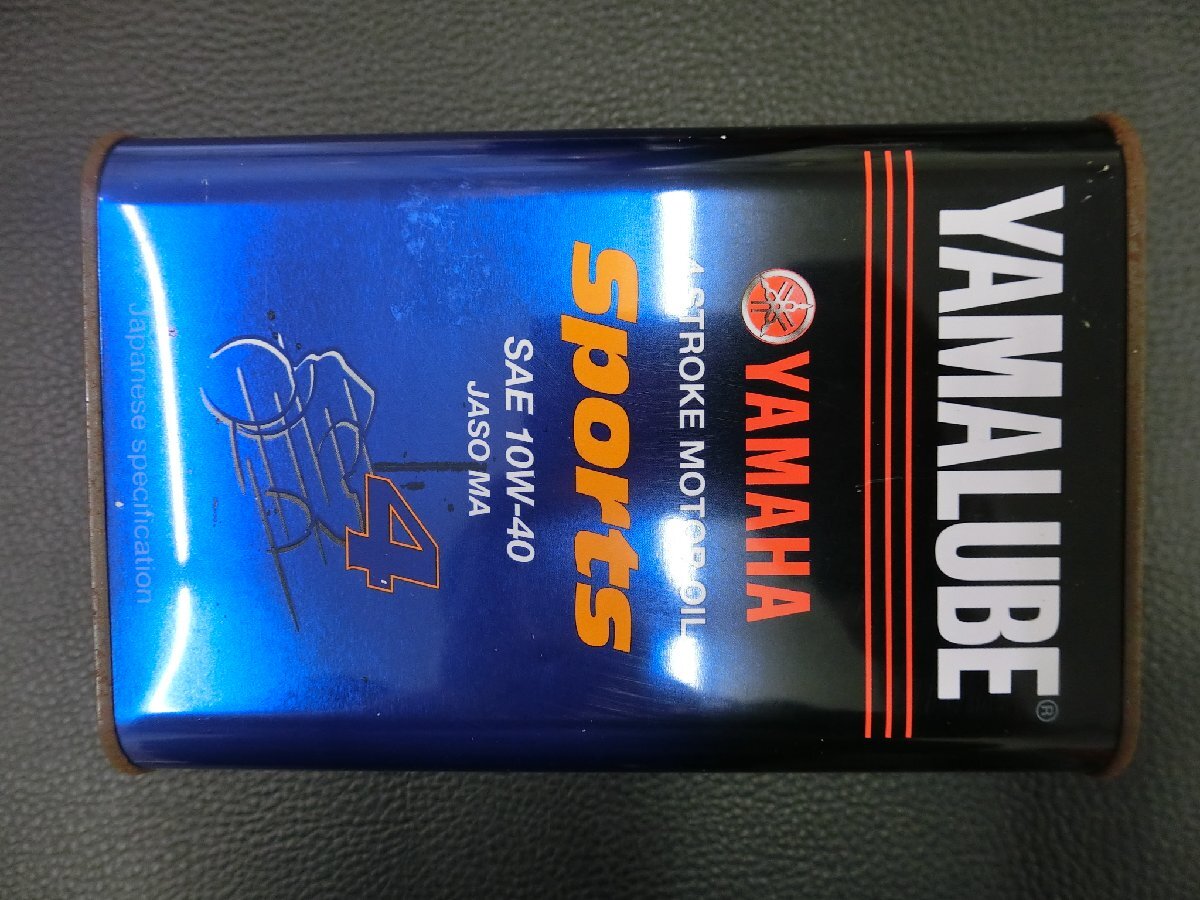 YAMALUBE®
YAMAHA
4 STROKE MOTOR OIL
sports
SAE 10W-40
JASO MA
4
Japanese specification